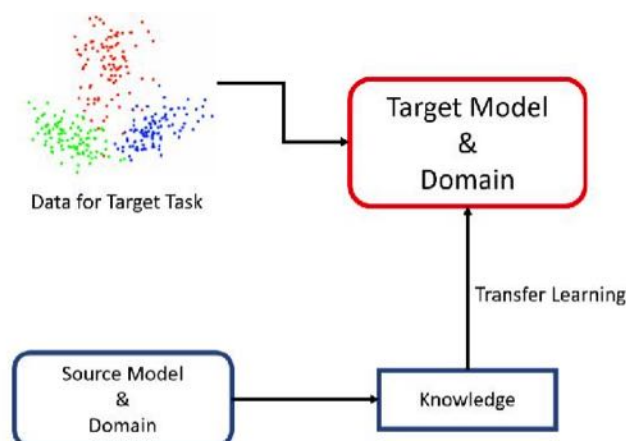 Target Model
&
Domain
Data for Target Task
Transfer Learning
Source Model
&
Domain
Knowledge